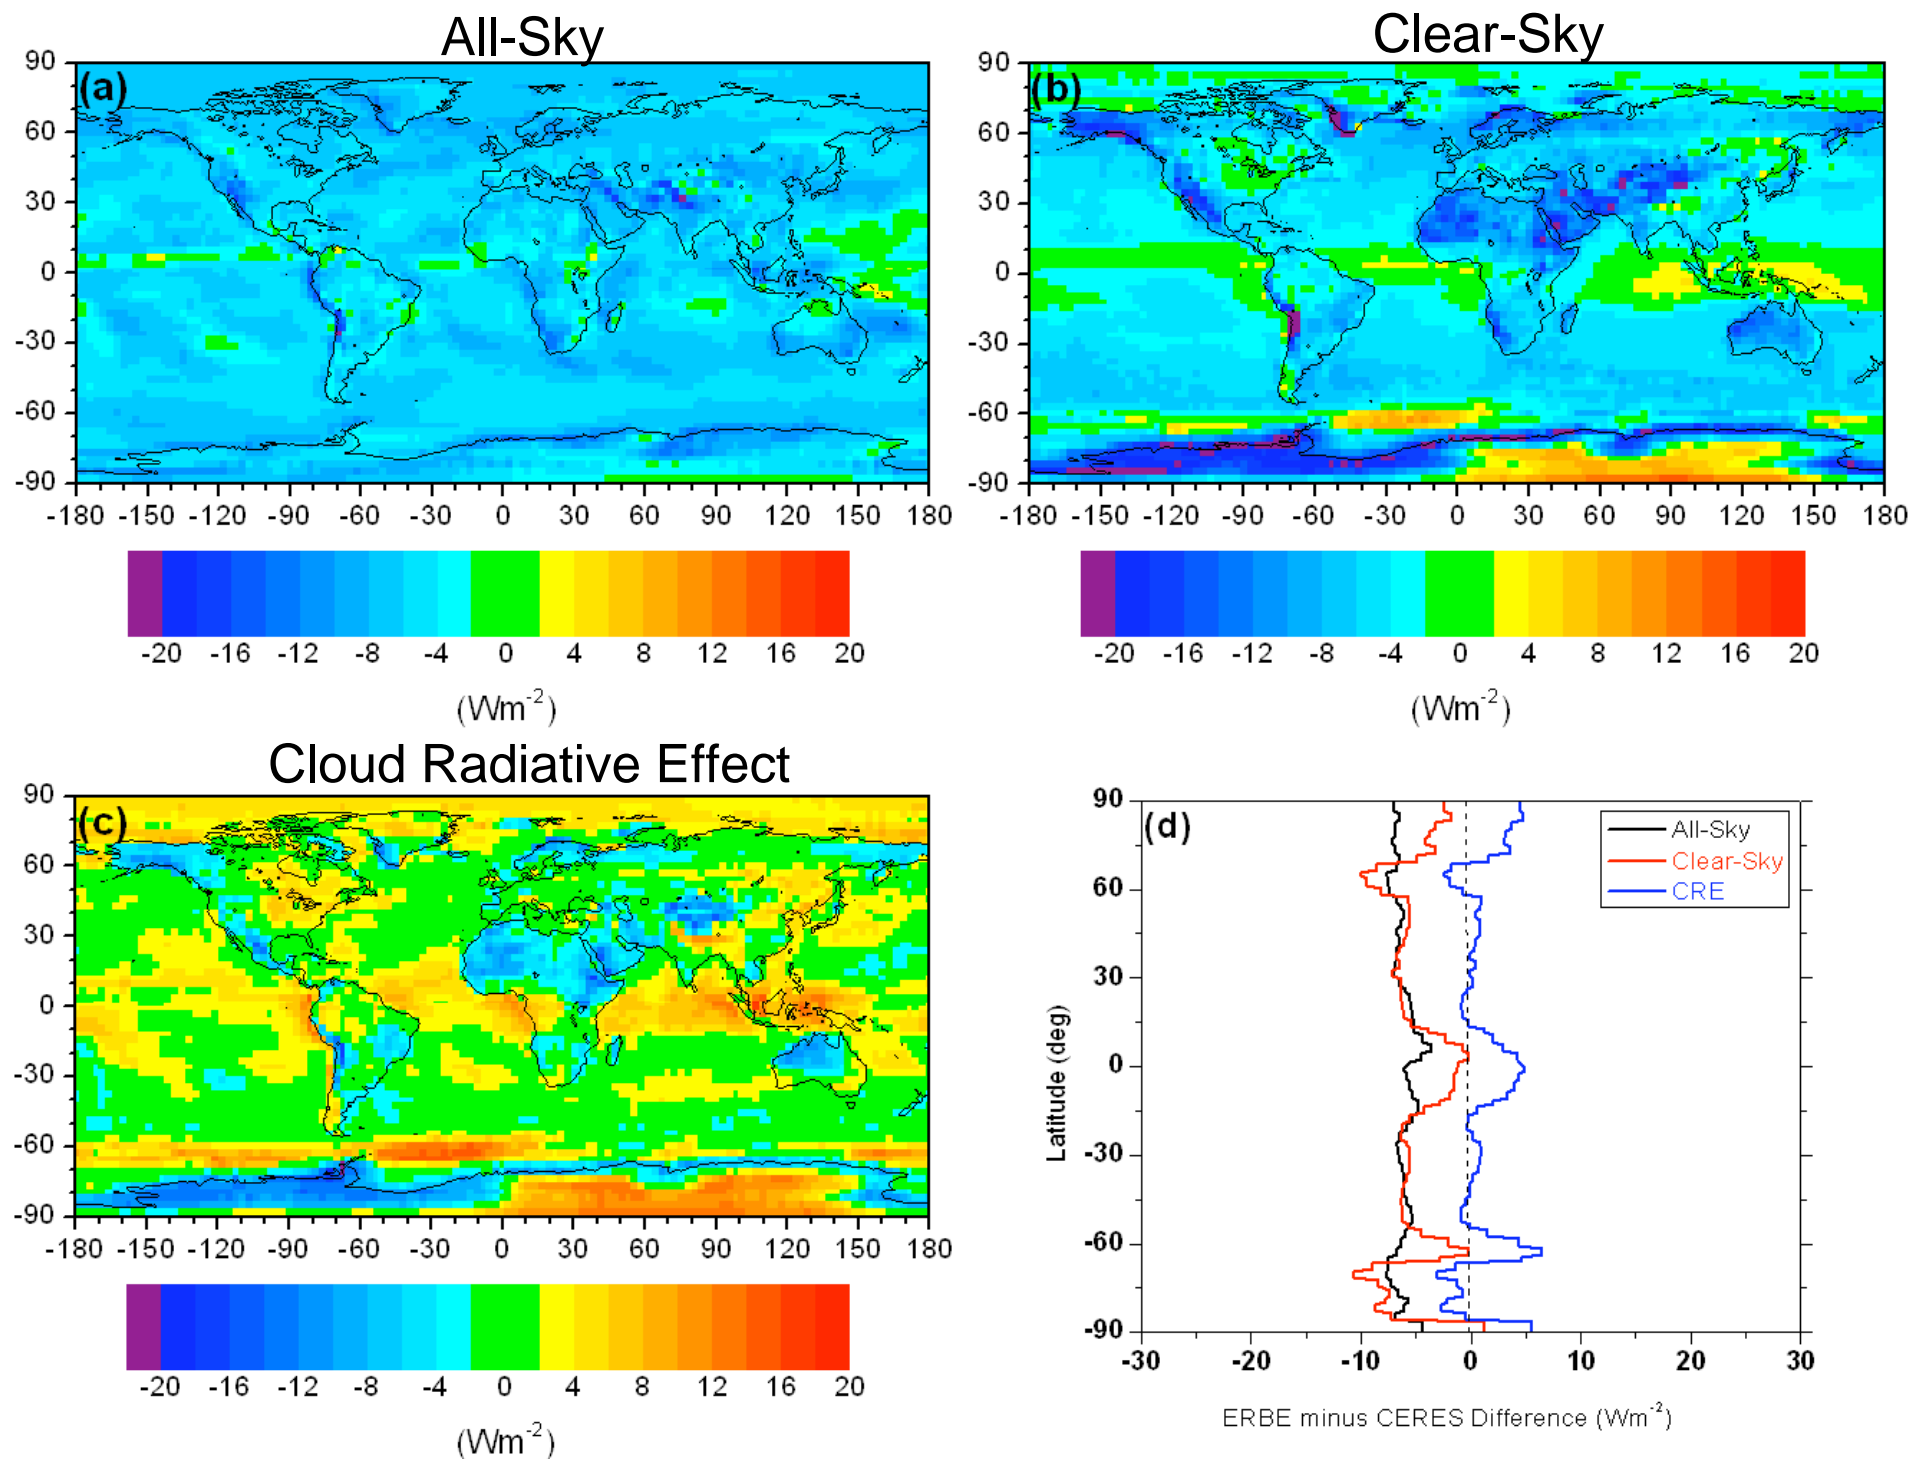 All-Sky
Clear-Sky
(a)
90
60
30
0
-30
-60
-90
-180 -150 -120 -90 -60 -30 0 30 60 90 120 150 180
-20 -16 -12 -8 -4 0 4 8 12 16 20
(Wm-2)
(b)
90
60
30
0
-30
-60
-90
-180 -150 -120 -90 -60 -30 0 30 60 90 120 150 180
-20 -16 -12 -8 -4 0 4 8 12 16 20
(Wm-2)
Cloud Radiative Effect
(c)
90
60
30
0
-30
-60
-90
-180 -150 -120 -90 -60 -30 0 30 60 90 120 150 180
-20 -16 -12 -8 -4 0 4 8 12 16 20
(Wm-2)
(d)
All-Sky
Clear-Sky
CRE
Latitude (deg)
90
60
30
0
-30
-60
-90
-30 -20 -10 0 10 20 30
ERBE minus CERES Difference (Wm-2)